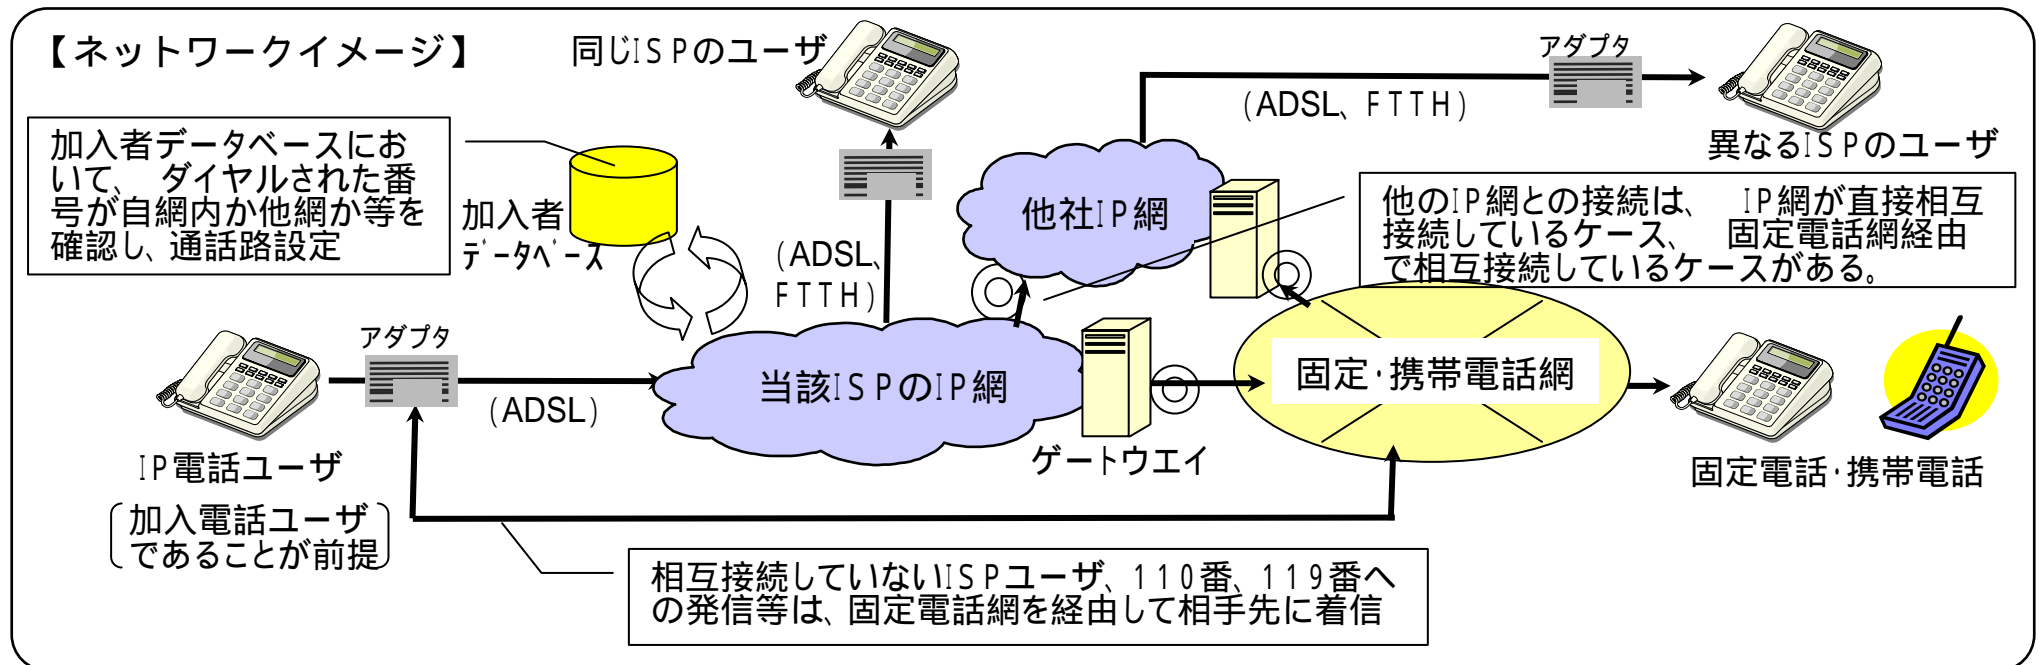 【ネットワークイメージ】
同じISPのユーザ
アダプタ
(ADSL、FTTH)
異なるISPのユーザ
加入者データベースにお
いて、 ダイヤルされた番
号が自網内か他網か等を
確認し、通話路設定
加入者
データベース
(ADSL、
FTTH)
他社IP網
他のIP網との接続は、 IP網が直接相互
接続しているケース、 固定電話網経由
で相互接続しているケースがある。
アダプタ
(ADSL)
当該ISPのIP網
ゲートウエイ
固定・携帯電話網
固定電話・携帯電話
IP電話ユーザ
加入電話ユーザ
であることが前提
相互接続していないISPユーザ、110番、119番へ
の発信等は、固定電話網を経由して相手先に着信